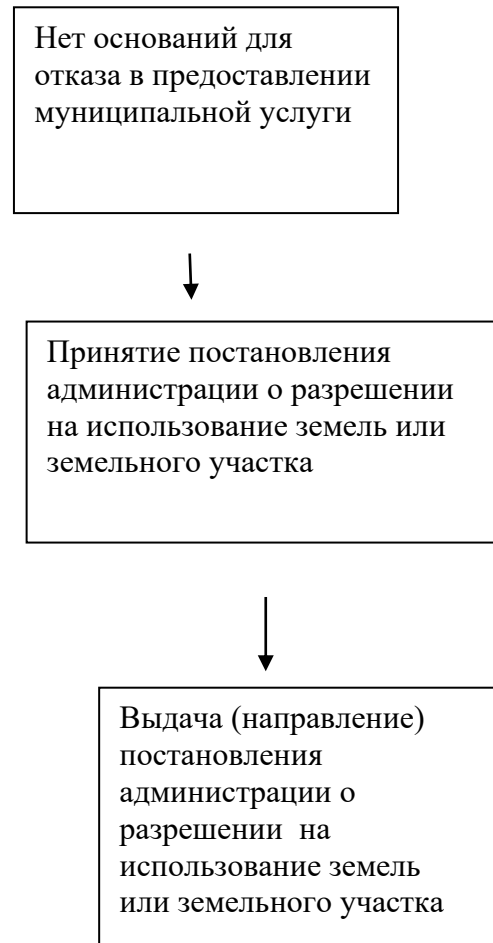 Нет оснований для
отказа в предоставлении
муниципальной услуги
Принятие постановления
администрации о разрешении
на использование земель или
земельного участка
Выдача (направление)
постановления
администрации о
разрешении  на
использование земель
или земельного участка